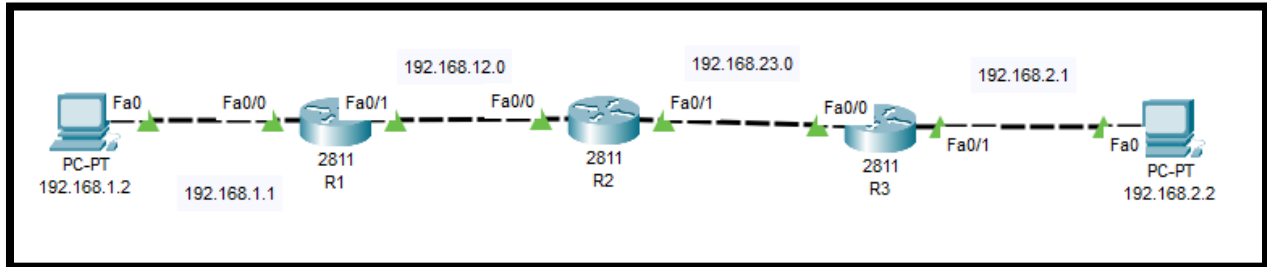 192.168.12.0
192.168.23.0
192.168.2.1
Fa0
Fa0/0
Fa0/1
Fa0/0
Fa0/1
Fa0/0
Fa0/1
Fa0
PC-PT
192.168.1.2
192.168.1.1
2811
R1
2811
R2
2811
R3
PC-PT
192.168.2.2